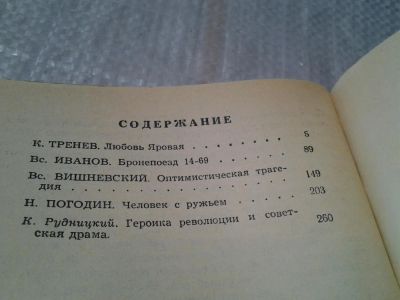 СОДЕРЖАНИЕ
К. ТРЕНЕВ. Любовь Яровая . . . . . . . . 5
Вс. ИВАНОВ. Бронепоезд 14-69 . . . . . . . 89
Вс. ВИШНЕВСКИЙ. Оптимистическая траге-
дия . . . . . . . . . . . . . . 149
Н. ПОГОДИН. Человек с ружьем . . . . . . 203
К. Рудницкий. Героика революции и совет-
ская драма. 260